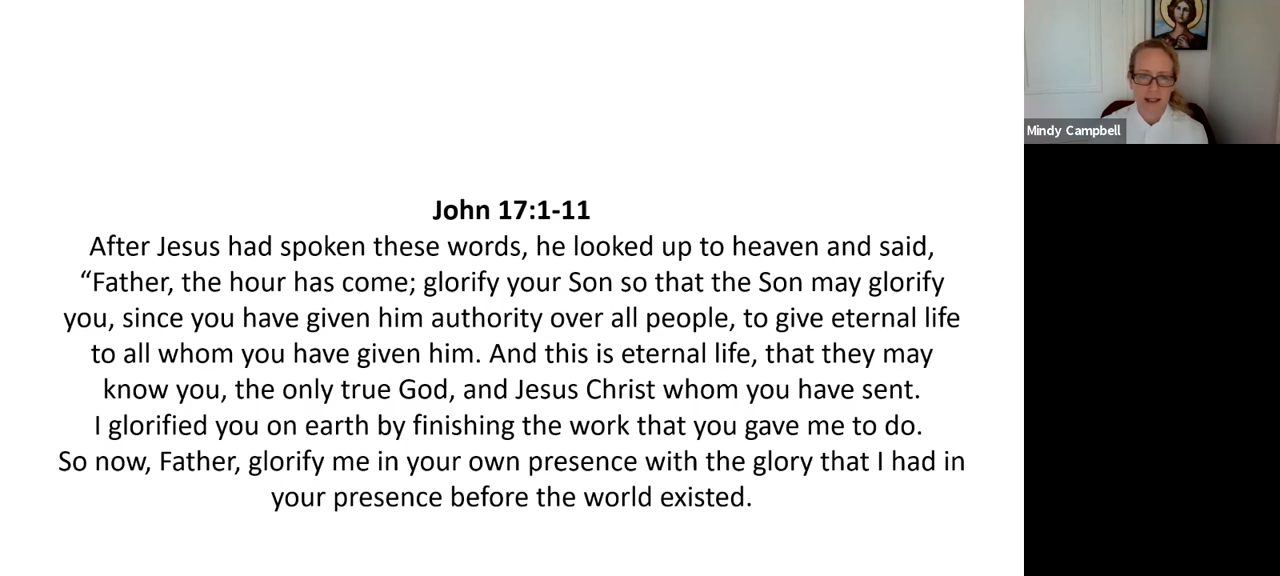 John 17:1-11
After Jesus had spoken these words, he looked up to heaven and said,
“Father, the hour has come; glorify your Son so that the Son may glorify
you, since you have given him authority over all people, to give eternal life
to all whom you have given him. And this is eternal life, that they may
know you, the only true God, and Jesus Christ whom you have sent.
I glorified you on earth by finishing the work that you gave me to do.
So now, Father, glorify me in your own presence with the glory that I had in
your presence before the world existed.
Mindy Campbell